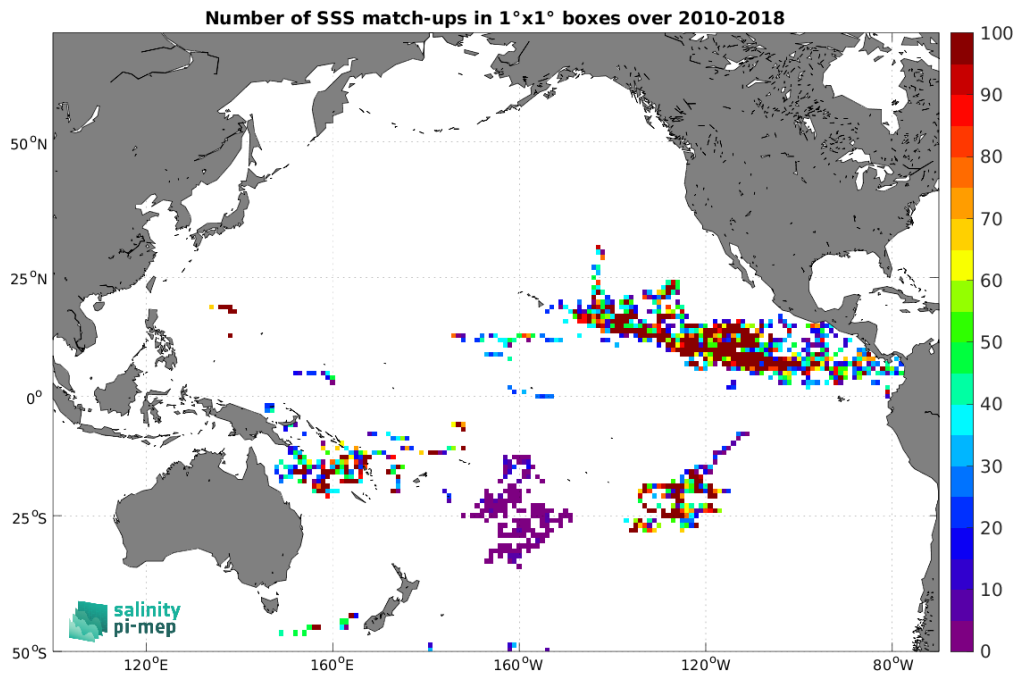 Number of SSS match-ups in 1°x1° boxes over 2010-2018
50°N
25°N
0°
25°S
50°S
120°E
160°E
160°W
120°W
80°W
100
90
80
70
60
50
40
30
20
10
0
salinity
pi-mep